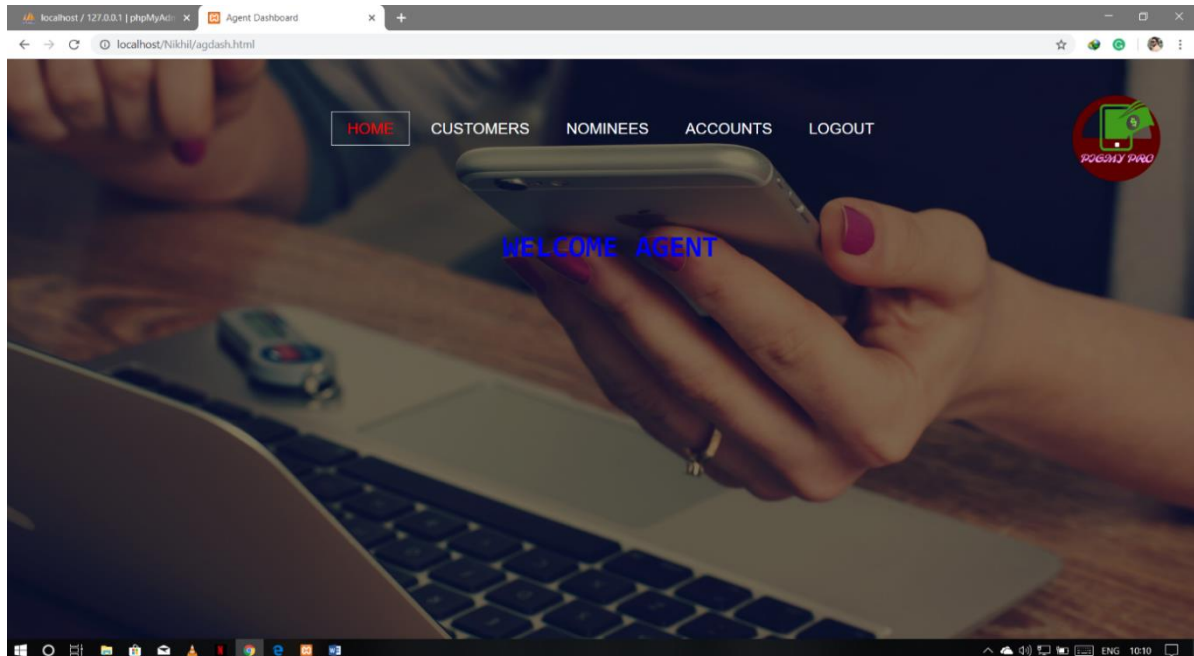 localhost / 127.0.0.1 | phpMyAdm
Agent Dashboard
localhost/Nikhil/agdash.html
HOME CUSTOMERS NOMINEES ACCOUNTS LOGOUT
PIGMY PRO
WELCOME AGENT
ENG 10:10